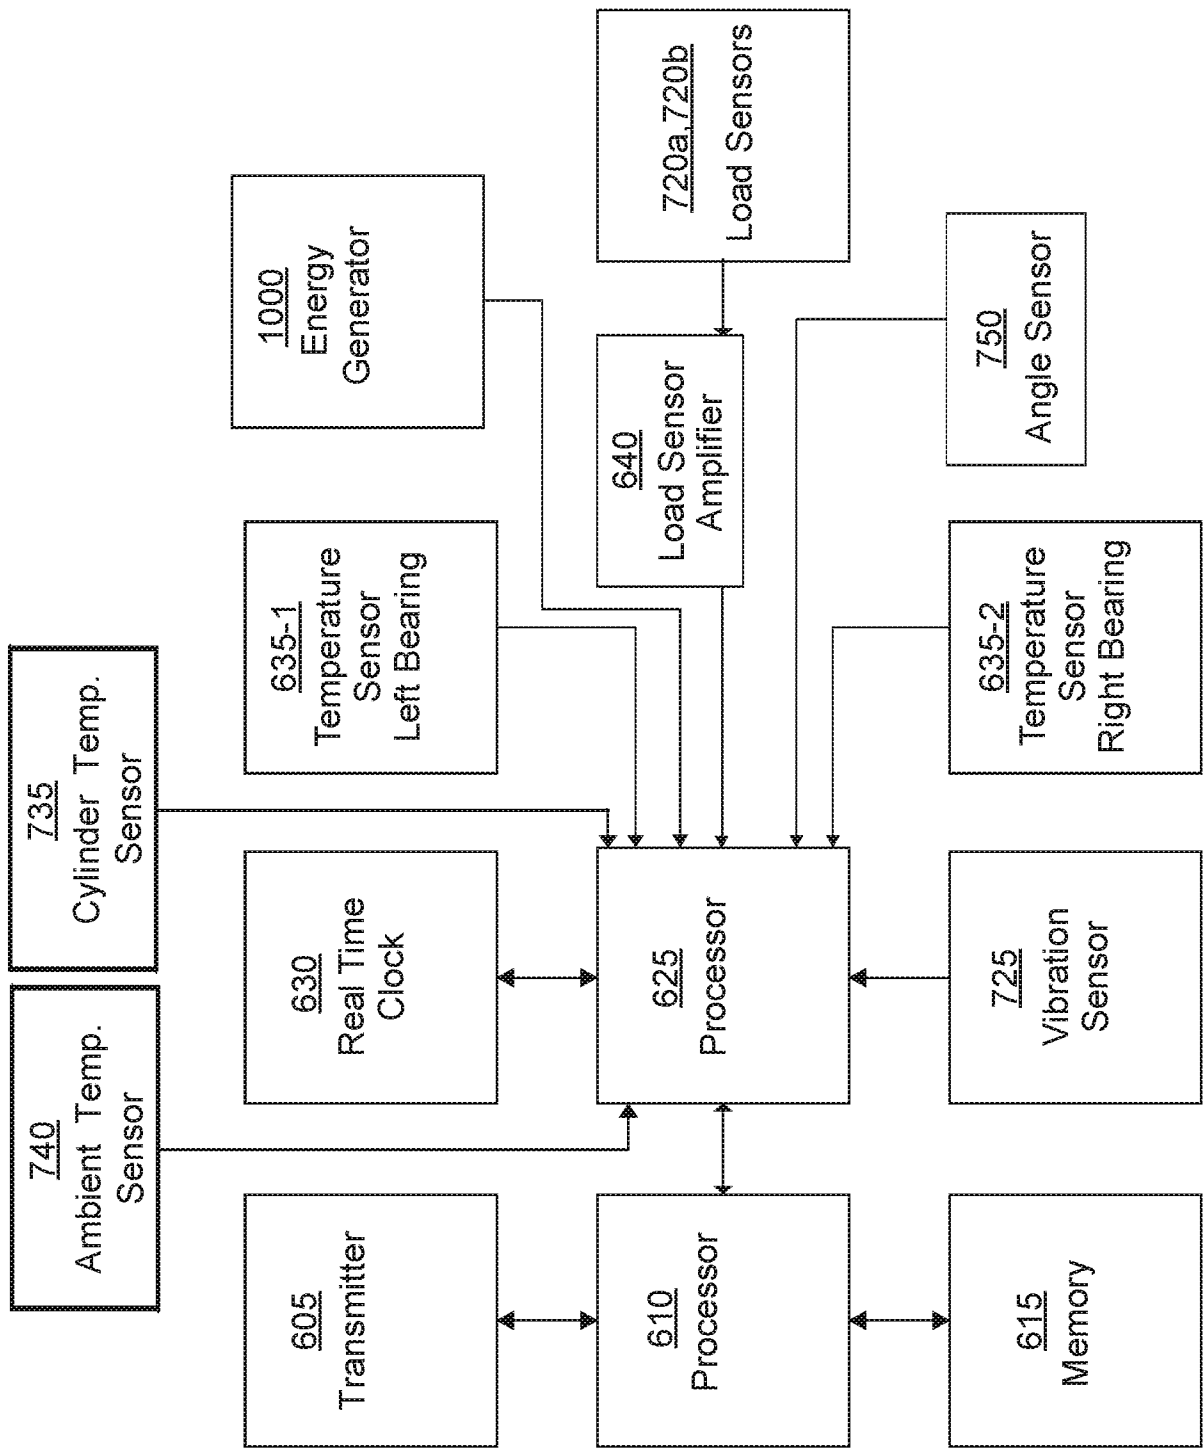 740
Ambient Temp.
Sensor
735
Cylinder Temp.
Sensor
605
Transmitter
630
Real Time
Clock
635-1
Temperature
Sensor
Left Bearing
1000
Energy
Generator
610
Processor
625
Processor
640
Load Sensor
Amplifier
720a,720b
Load Sensors
615
Memory
725
Vibration
Sensor
635-2
Temperature
Sensor
Right Bearing
750
Angle Sensor